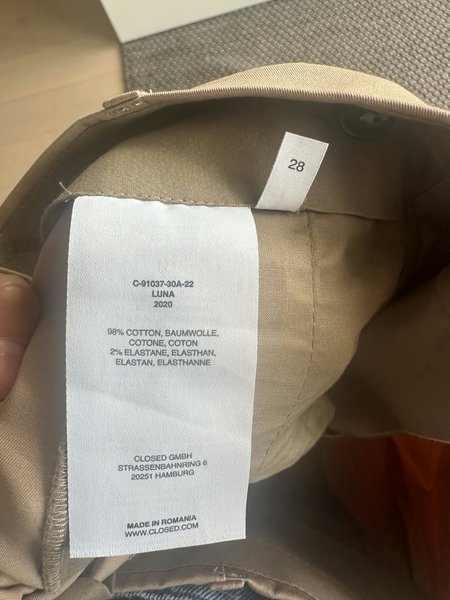 28
C-91037-30A-22
LUNA
2020
98% COTTON, BAUMWOLLE,
COTONE, COTON
2% ELASTANE, ELASTHAN,
ELASTAN, ELASTHANNE
CLOSED GMBH
STRASSENBAHNRING 6
20251 HAMBURG
MADE IN ROMANIA
WWW.CLOSED.COM